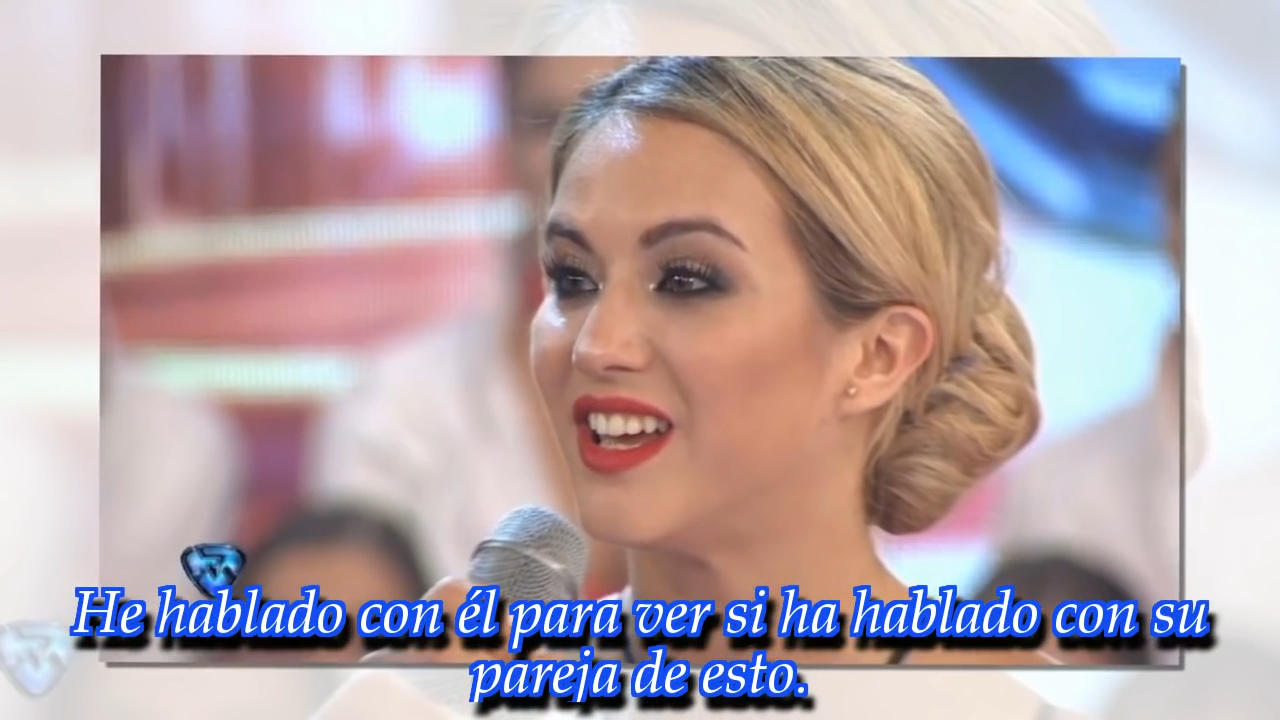 He hablado con él para ver si ha hablado con su
pareja de esto.